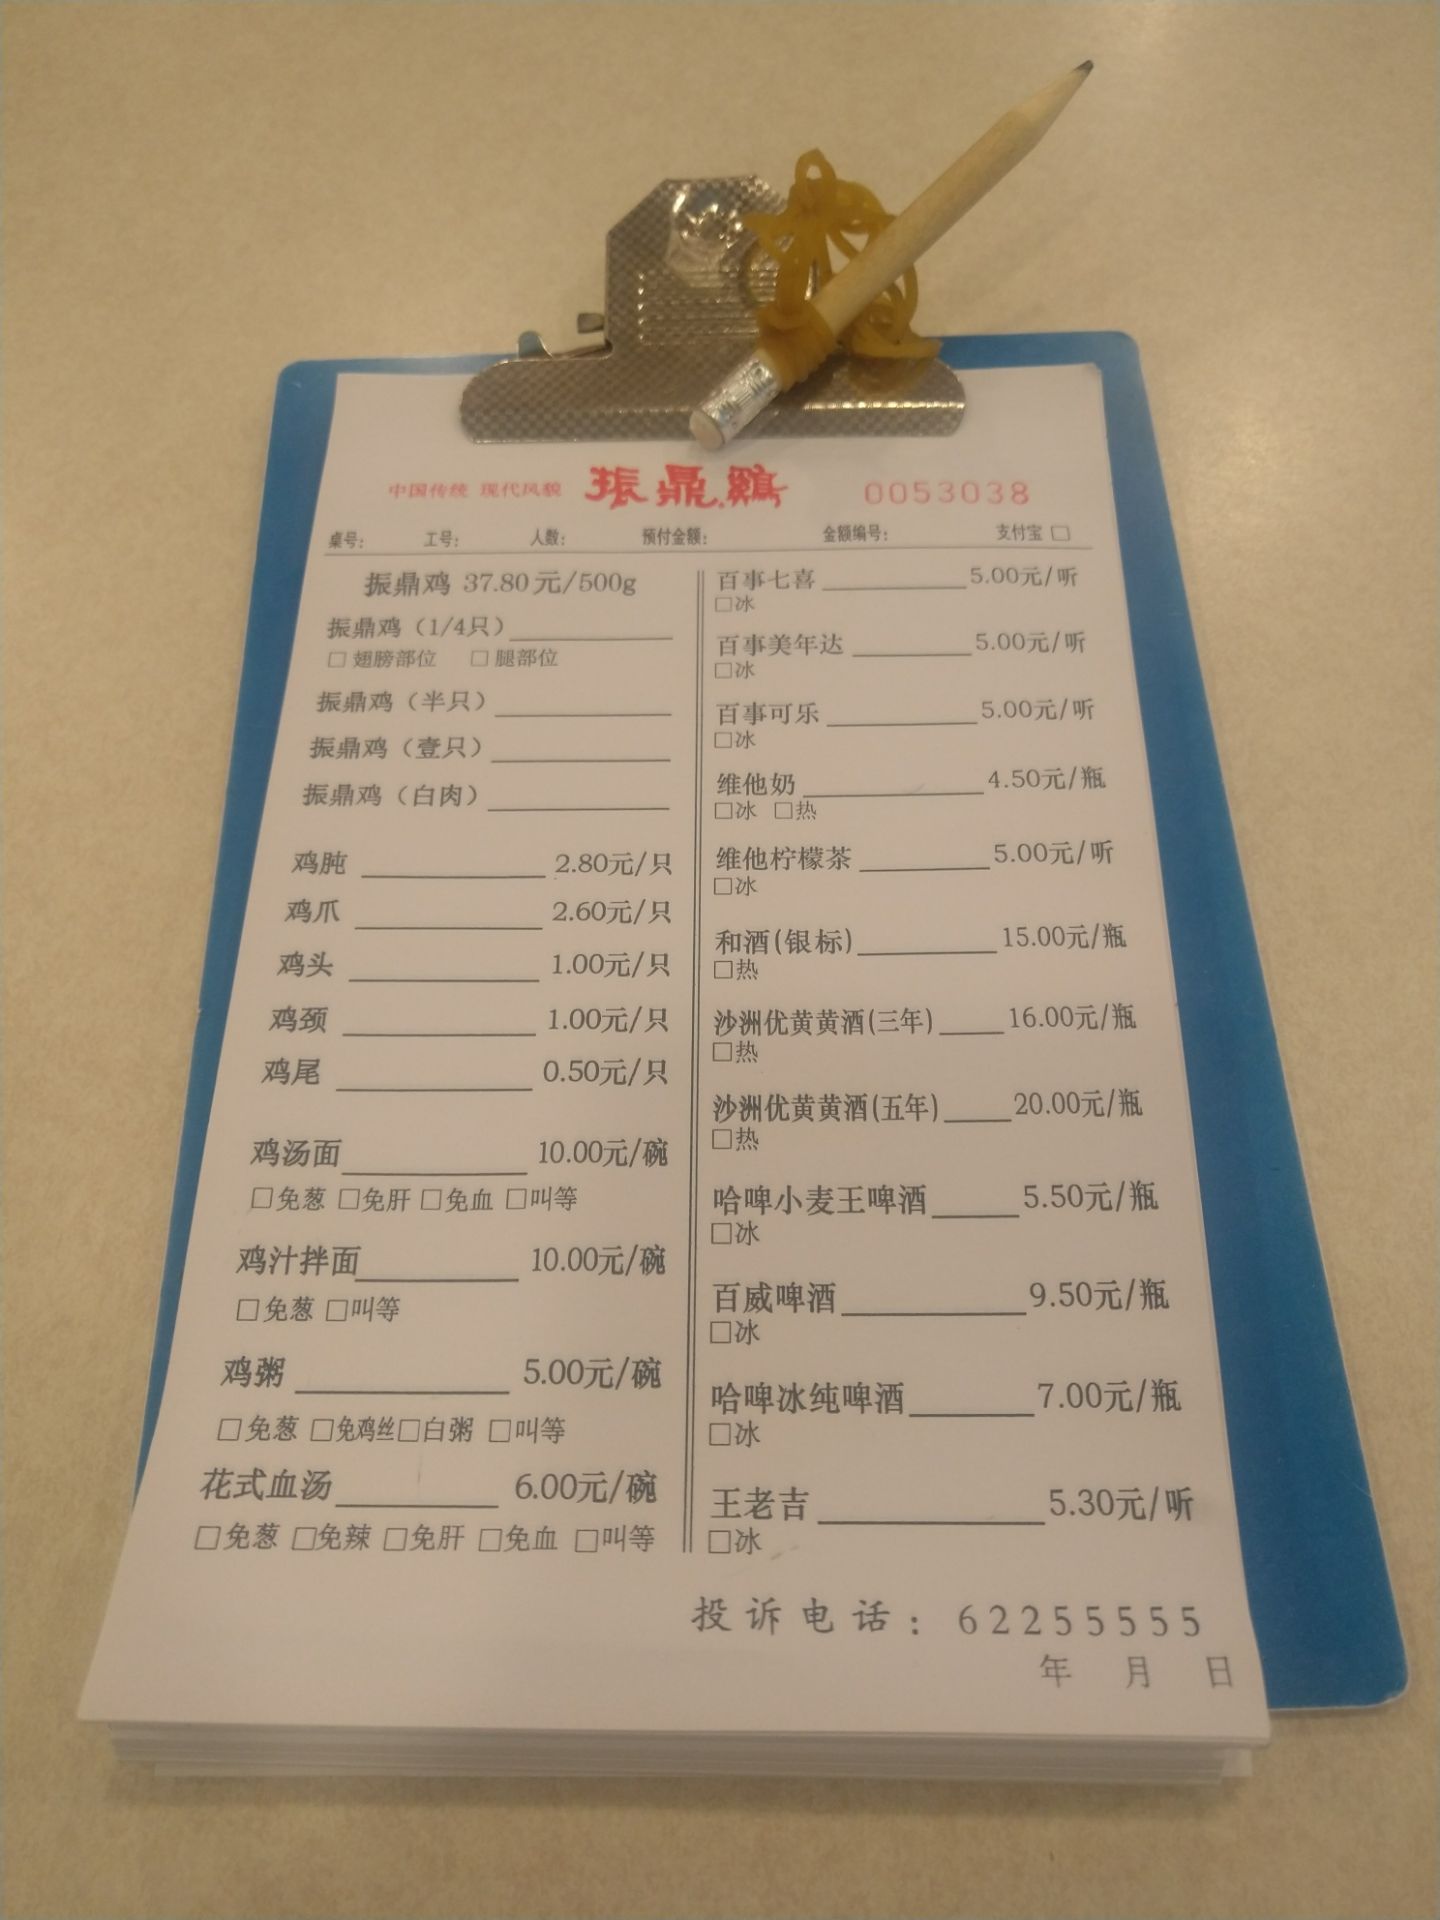 中国传统 现代风貌 振鼎鷄 0053038
桌号: 工号: 人数: 预付金额: 金额编号: 支付宝 □
振鼎鸡 37.80元/500g
振鼎鸡（1/4只）
□ 翅膀部位 □ 腿部位
振鼎鸡（半只）
振鼎鸡（壹只）
振鼎鸡（白肉）
鸡肫 2.80元/只
鸡爪 2.60元/只
鸡头 1.00元/只
鸡颈 1.00元/只
鸡尾 0.50元/只
鸡汤面 10.00元/碗
□免葱 □免肝 □免血 □叫等
鸡汁拌面 10.00元/碗
□免葱 □叫等
鸡粥 5.00元/碗
□免葱 □免鸡丝 □白粥 □叫等
花式血汤 6.00元/碗
□免葱 □免辣 □免肝 □免血 □叫等
百事七喜 5.00元/听
□冰
百事美年达 5.00元/听
□冰
百事可乐 5.00元/听
□冰
维他奶 4.50元/瓶
□冰 □热
维他柠檬茶 5.00元/听
□冰
和酒(银标) 15.00元/瓶
□热
沙洲优黄黄酒(三年) 16.00元/瓶
□热
沙洲优黄黄酒(五年) 20.00元/瓶
□热
哈啤小麦王啤酒 5.50元/瓶
□冰
百威啤酒 9.50元/瓶
□冰
哈啤冰纯啤酒 7.00元/瓶
□冰
王老吉 5.30元/听
□冰
投诉电话：62255555
年 月 日